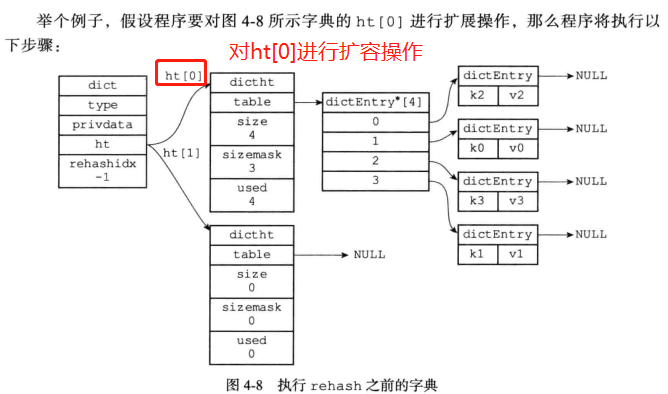 举个例子，假设程序要对图 4-8 所示字典的 ht[0] 进行扩展操作，那么程序将执行以
下步骤：
对ht[0]进行扩容操作
dict
type
privdata
ht
rehashidx
-1
ht[0]
ht[1]
dictht
table
size
4
sizemask
3
used
4
dictEntry*[4]
0
1
2
3
dictEntry
k2 v2
NULL
dictEntry
k0 v0
NULL
dictEntry
k3 v3
NULL
dictEntry
k1 v1
NULL
dictht
table
size
0
sizemask
0
used
0
NULL
图 4-8 执行 rehash 之前的字典